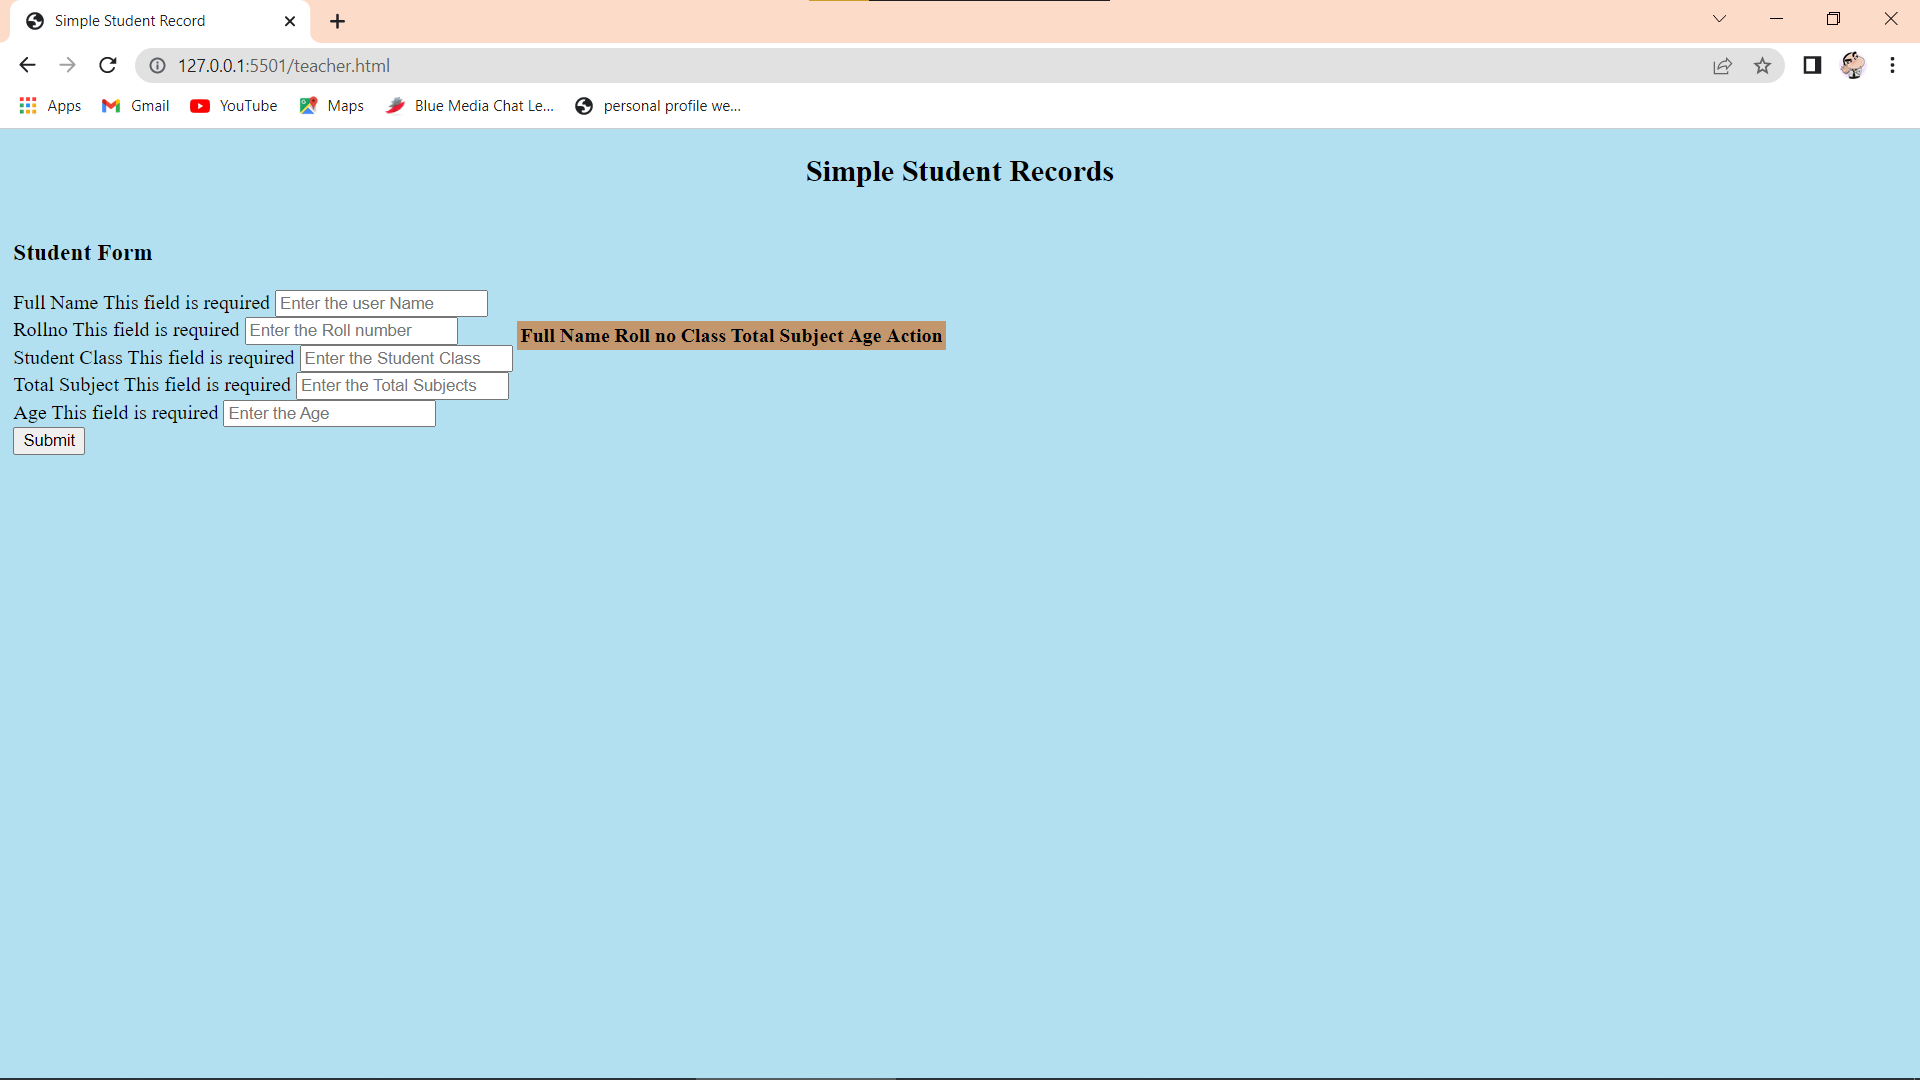 Simple Student Record
127.0.0.1:5501/teacher.html
Apps Gmail YouTube Maps Blue Media Chat Le... personal profile we...
Simple Student Records
Student Form
Full Name This field is required Enter the user Name
Rollno This field is required Enter the Roll number
Full Name Roll no Class Total Subject Age Action
Student Class This field is required Enter the Student Class
Total Subject This field is required Enter the Total Subjects
Age This field is required Enter the Age
Submit